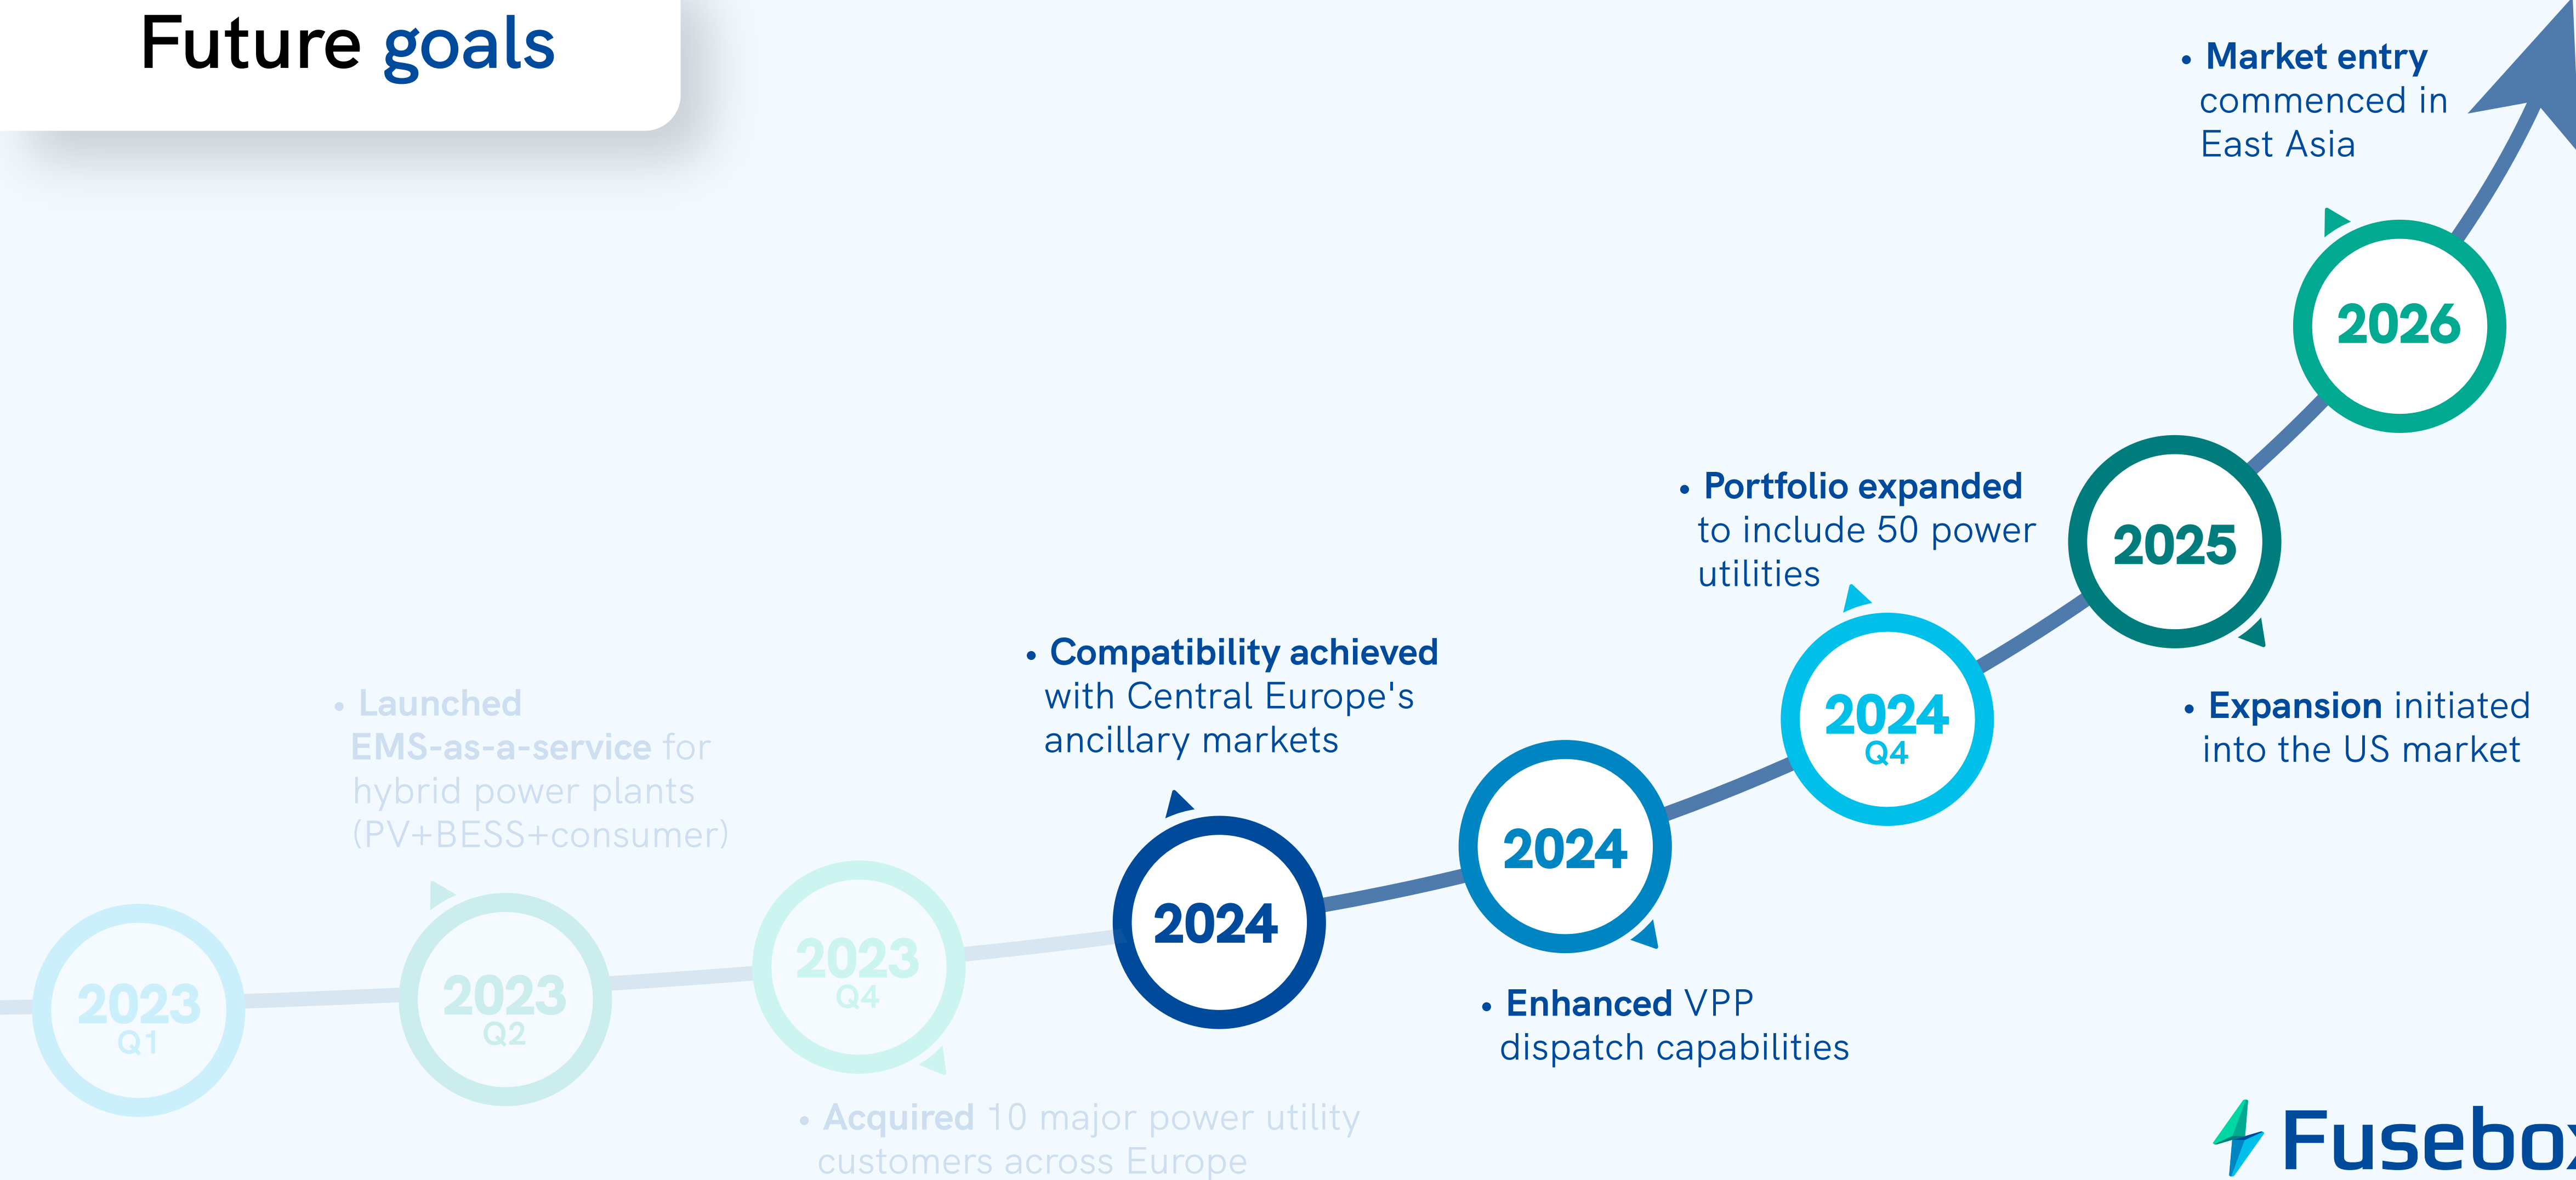 Future goals
• Launched
EMS-as-a-service for
hybrid power plants
(PV+BESS+consumer)
2023
Q1
2023
Q2
2023
Q4
• Acquired 10 major power utility
customers across Europe
• Compatibility achieved
with Central Europe's
ancillary markets
2024
2024
• Enhanced VPP
dispatch capabilities
• Portfolio expanded
to include 50 power
utilities
2024
Q4
2025
• Expansion initiated
into the US market
• Market entry
commenced in
East Asia
2026
Fusebox